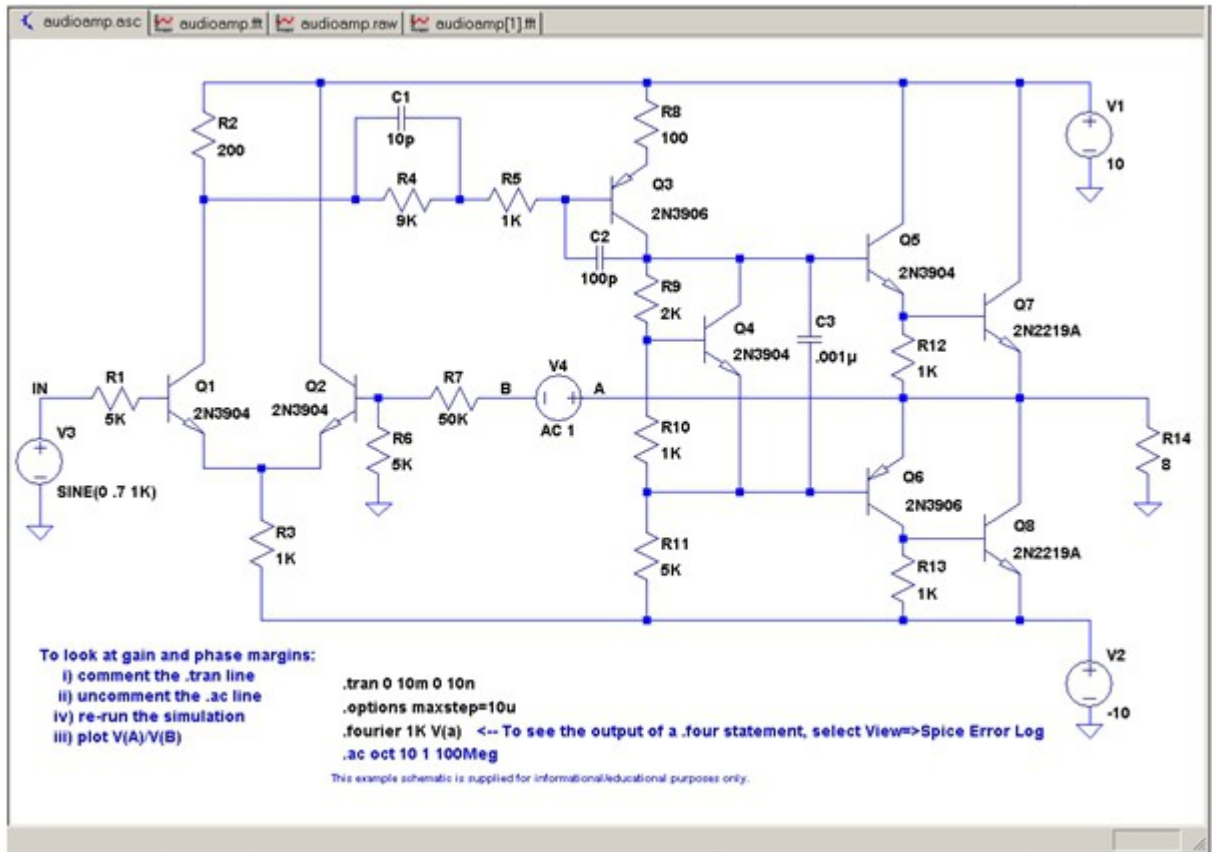 audioamp.asc
audioamp.fft
audioamp.raw
audioamp[1].fft
R2
200
C1
10p
R4
9K
R5
1K
R8
100
Q3
2N3906
C2
100p
V1
10
R9
2K
Q4
2N3904
C3
.001µ
Q5
2N3904
Q7
2N2219A
R12
1K
IN
R1
5K
Q1
2N3904
Q2
2N3904
R7
50K
B
V4
A
AC 1
R6
5K
V3
SINE(0 .7 1K)
R3
1K
R10
1K
R11
5K
Q6
2N3906
Q8
2N2219A
R13
1K
R14
8
V2
-10
To look at gain and phase margins:
i) comment the .tran line
ii) uncomment the .ac line
iv) re-run the simulation
iii) plot V(A)/V(B)
.tran 0 10m 0 10n
.options maxstep=10u
.fourier 1K V(a) <-- To see the output of a .four statement, select View=>Spice Error Log
.ac oct 10 1 100Meg
This example schematic is supplied for informational/educational purposes only.